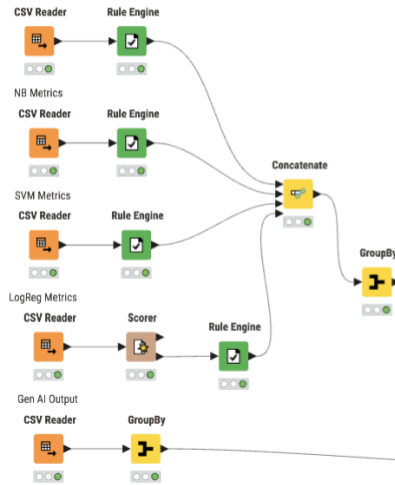 CSV Reader Rule Engine
NB Metrics
CSV Reader Rule Engine
Concatenate
SVM Metrics
CSV Reader Rule Engine
GroupBy
LogReg Metrics
CSV Reader Scorer
Rule Engine
Gen AI Output
CSV Reader GroupBy